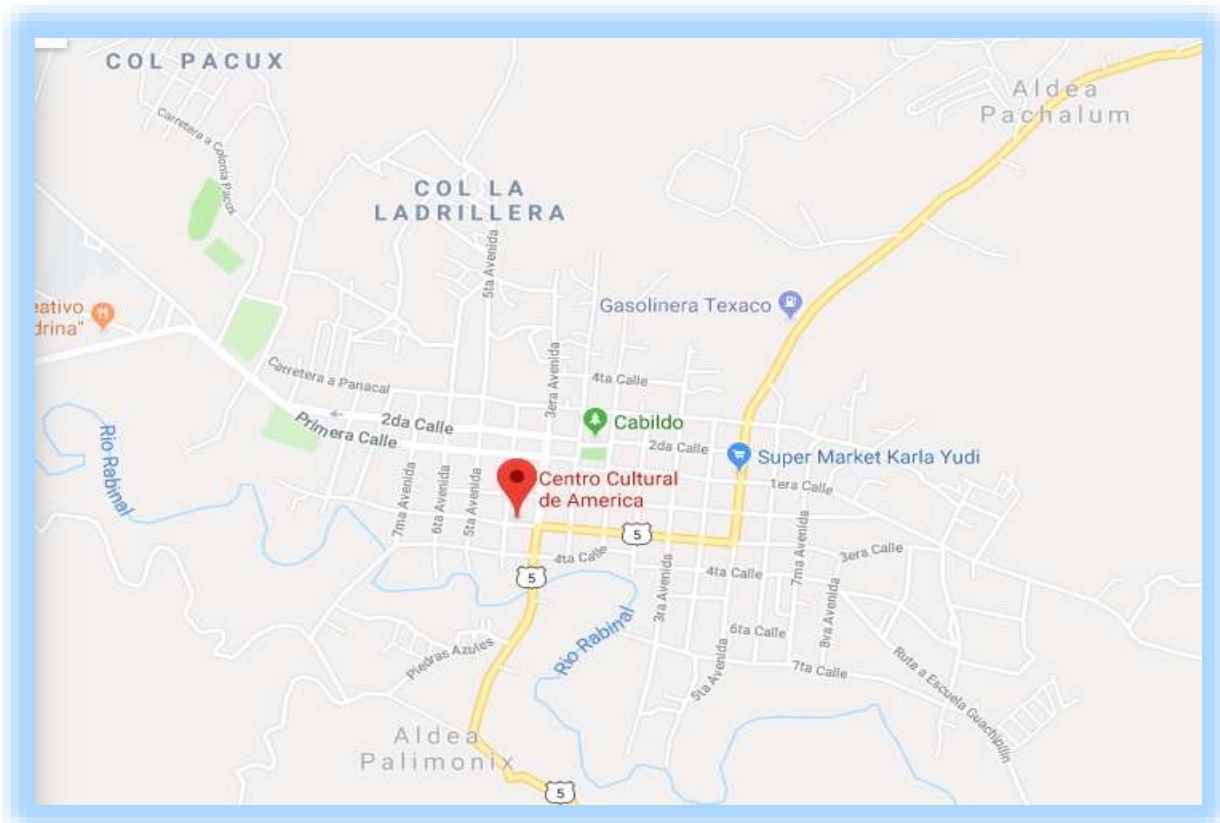 COL PACUX
Aldea
Pachalum
Carretera a Colonia Pacux
COL LA
LADRILLERA
5ta Avenida
eativo
drina"
Gasolinera Texaco
3era Avenida
Carretera a Panacal
4ta Calle
2da Calle
Cabildo
Primera Calle
2da Calle
Rio Rabinal
Super Market Karla Yudi
Centro Cultural
de America
1era Calle
7ma Avenida
6ta Avenida
5ta Avenida
5
7ma Avenida
3era Calle
4ta Calle
5
4ta Calle
3ra Avenida
8va Avenida
Rio Rabinal
6ta Calle
Piedras Azules
5ta Avenida
7ta Calle
Ruta a Escuela Guachipilin
Aldea
Palimonix
5